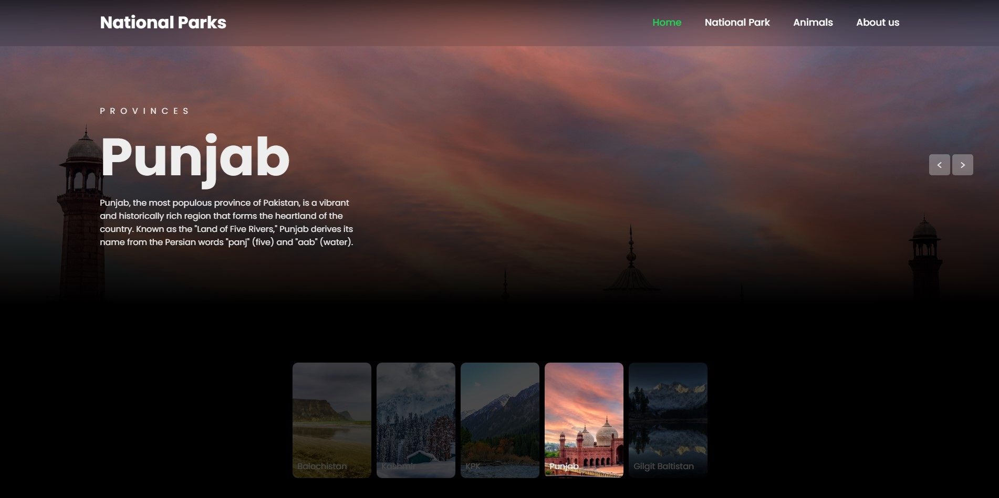 National Parks
Home National Park Animals About us
PROVINCES
Punjab
Punjab, the most populous province of Pakistan, is a vibrant
and historically rich region that forms the heartland of the
country. Known as the "Land of Five Rivers," Punjab derives its
name from the Persian words "panj" (five) and "aab" (water).
< >
Balochistan Kashmir KPK Punjab Gilgit Baltistan